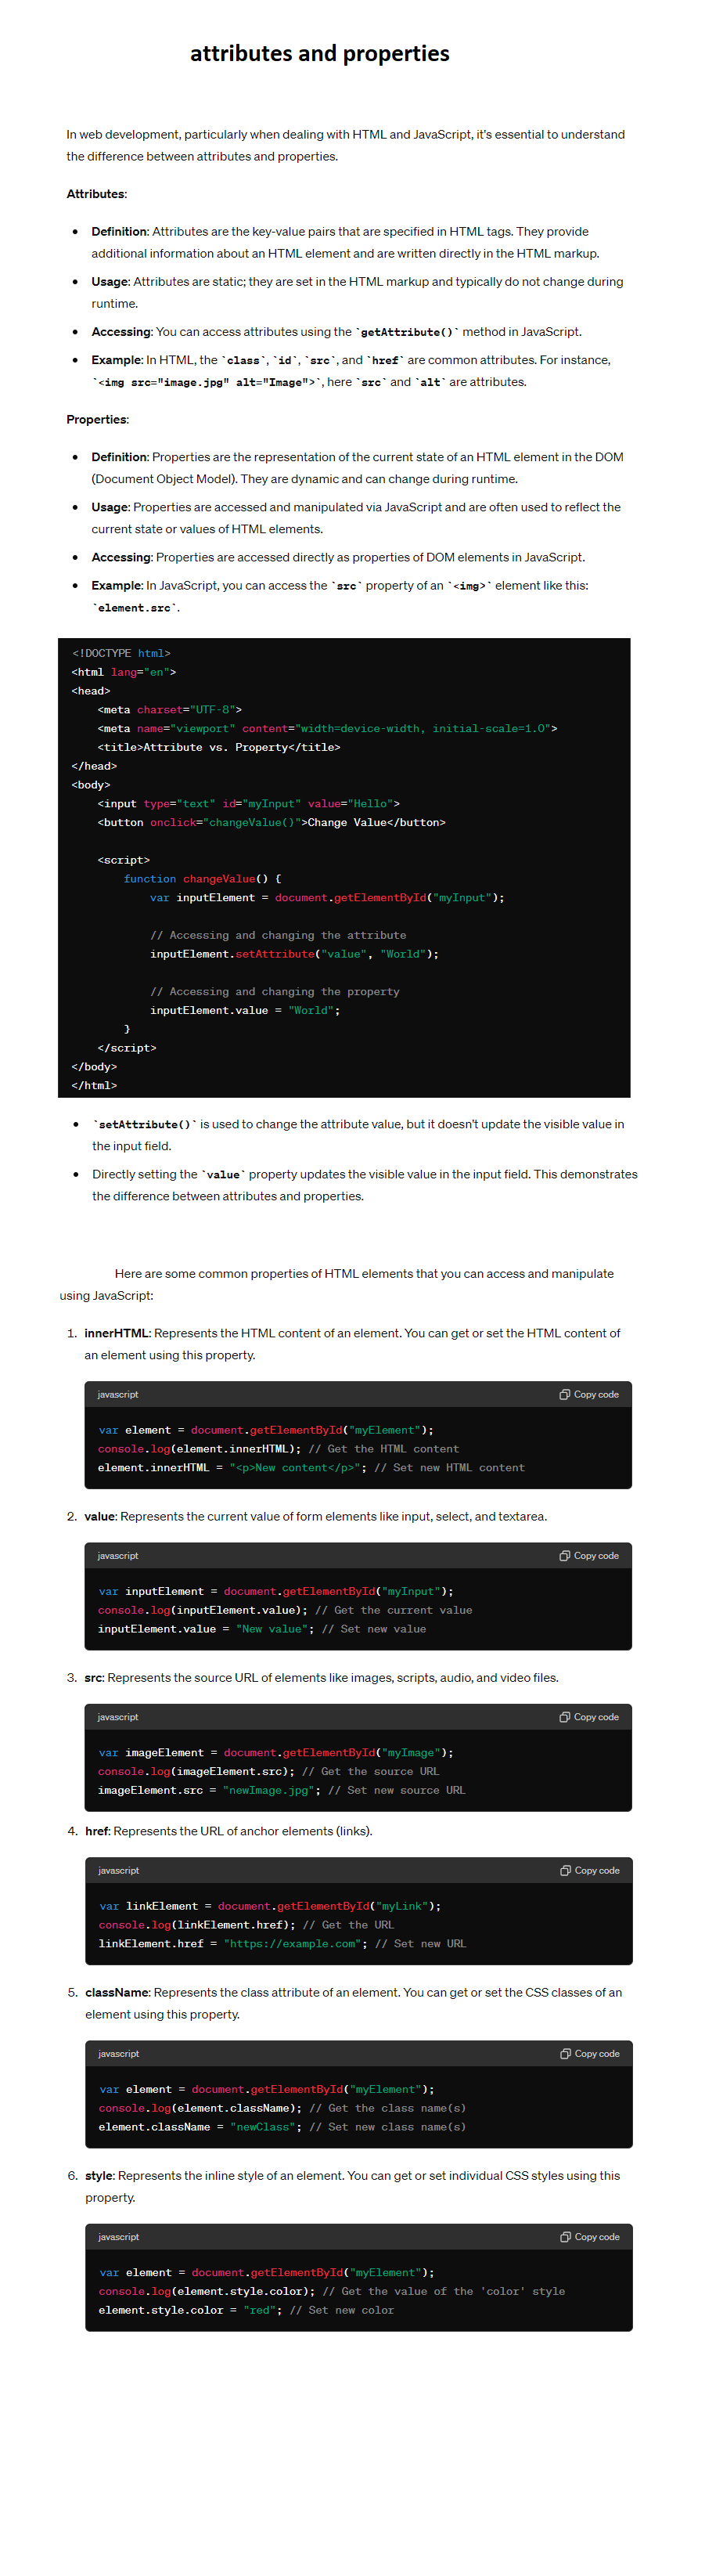 attributes and properties
In web development, particularly when dealing with HTML and JavaScript, it's essential to understand
the difference between attributes and properties.
Attributes:
• Definition: Attributes are the key-value pairs that are specified in HTML tags. They provide
additional information about an HTML element and are written directly in the HTML markup.
• Usage: Attributes are static; they are set in the HTML markup and typically do not change during
runtime.
• Accessing: You can access attributes using the `getAttribute()` method in JavaScript.
• Example: In HTML, the `class`, `id`, `src`, and `href` are common attributes. For instance,
`<img src="image.jpg" alt="Image">`, here `src` and `alt` are attributes.
Properties:
• Definition: Properties are the representation of the current state of an HTML element in the DOM
(Document Object Model). They are dynamic and can change during runtime.
• Usage: Properties are accessed and manipulated via JavaScript and are often used to reflect the
current state or values of HTML elements.
• Accessing: Properties are accessed directly as properties of DOM elements in JavaScript.
• Example: In JavaScript, you can access the `src` property of an `<img>` element like this:
`element.src`.
<!DOCTYPE html>
<html lang="en">
<head>
    <meta charset="UTF-8">
    <meta name="viewport" content="width=device-width, initial-scale=1.0">
    <title>Attribute vs. Property</title>
</head>
<body>
    <input type="text" id="myInput" value="Hello">
    <button onclick="changeValue()">Change Value</button>
    <script>
        function changeValue() {
            var inputElement = document.getElementById("myInput");
            // Accessing and changing the attribute
            inputElement.setAttribute("value", "World");
            // Accessing and changing the property
            inputElement.value = "World";
        }
    </script>
</body>
</html>
• `setAttribute()` is used to change the attribute value, but it doesn't update the visible value in
the input field.
• Directly setting the `value` property updates the visible value in the input field. This demonstrates
the difference between attributes and properties.
Here are some common properties of HTML elements that you can access and manipulate
using JavaScript:
1. innerHTML: Represents the HTML content of an element. You can get or set the HTML content of
an element using this property.
javascript Copy code
var element = document.getElementById("myElement");
console.log(element.innerHTML); // Get the HTML content
element.innerHTML = "<p>New content</p>"; // Set new HTML content
2. value: Represents the current value of form elements like input, select, and textarea.
javascript Copy code
var inputElement = document.getElementById("myInput");
console.log(inputElement.value); // Get the current value
inputElement.value = "New value"; // Set new value
3. src: Represents the source URL of elements like images, scripts, audio, and video files.
javascript Copy code
var imageElement = document.getElementById("myImage");
console.log(imageElement.src); // Get the source URL
imageElement.src = "newImage.jpg"; // Set new source URL
4. href: Represents the URL of anchor elements (links).
javascript Copy code
var linkElement = document.getElementById("myLink");
console.log(linkElement.href); // Get the URL
linkElement.href = "https://example.com"; // Set new URL
5. className: Represents the class attribute of an element. You can get or set the CSS classes of an
element using this property.
javascript Copy code
var element = document.getElementById("myElement");
console.log(element.className); // Get the class name(s)
element.className = "newClass"; // Set new class name(s)
6. style: Represents the inline style of an element. You can get or set individual CSS styles using this
property.
javascript Copy code
var element = document.getElementById("myElement");
console.log(element.style.color); // Get the value of the 'color' style
element.style.color = "red"; // Set new color